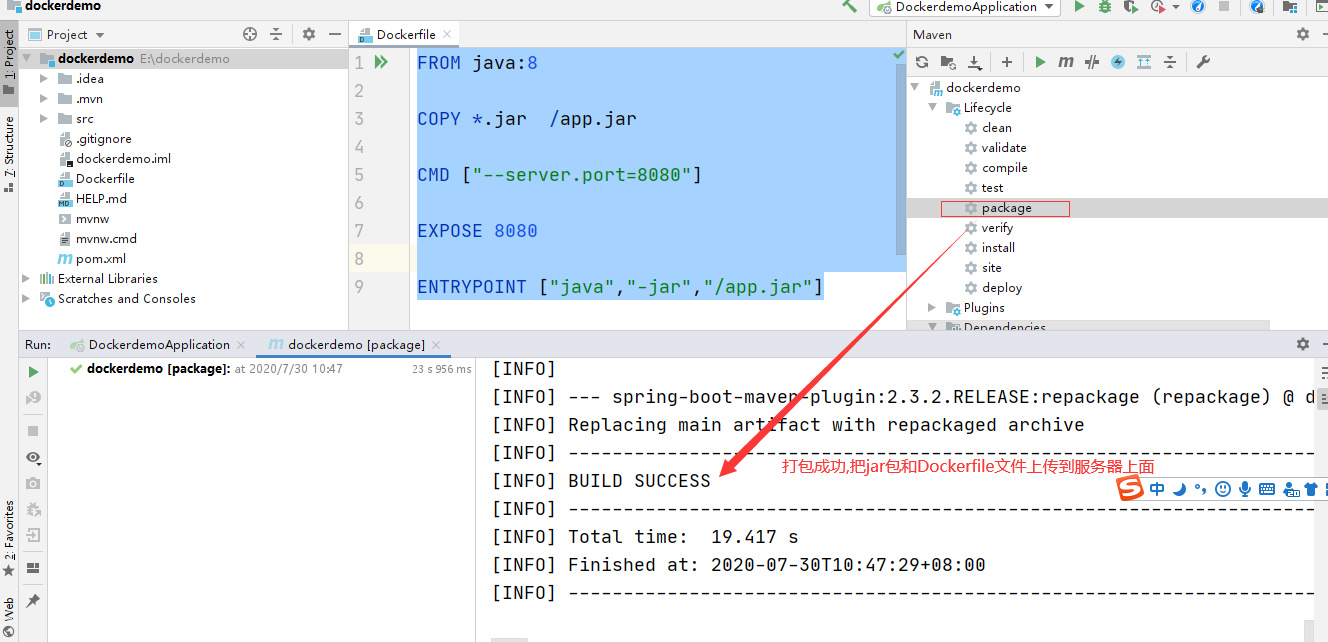 dockerdemo
DockerdemoApplication
1: Project
7: Structure
2: Favorites
Web
Project
dockerdemo E:\dockerdemo
.idea
.mvn
src
.gitignore
dockerdemo.iml
Dockerfile
HELP.md
mvnw
mvnw.cmd
pom.xml
External Libraries
Scratches and Consoles
Dockerfile
1 FROM java:8
2
3 COPY *.jar  /app.jar
4
5 CMD ["--server.port=8080"]
6
7 EXPOSE 8080
8
9 ENTRYPOINT ["java","-jar","/app.jar"]
Maven
dockerdemo
Lifecycle
clean
validate
compile
test
package
verify
install
site
deploy
Plugins
Dependencies
Run: DockerdemoApplication dockerdemo [package]
dockerdemo [package]: at 2020/7/30 10:47 23 s 956 ms
[INFO]
[INFO] --- spring-boot-maven-plugin:2.3.2.RELEASE:repackage (repackage) @ d
[INFO] Replacing main artifact with repackaged archive
[INFO] ------------------------------------------------------------------------
[INFO] BUILD SUCCESS
打包成功,把jar包和Dockerfile文件上传到服务器上面
中
[INFO] ------------------------------------------------------------------------
[INFO] Total time:  19.417 s
[INFO] Finished at: 2020-07-30T10:47:29+08:00
[INFO] ------------------------------------------------------------------------